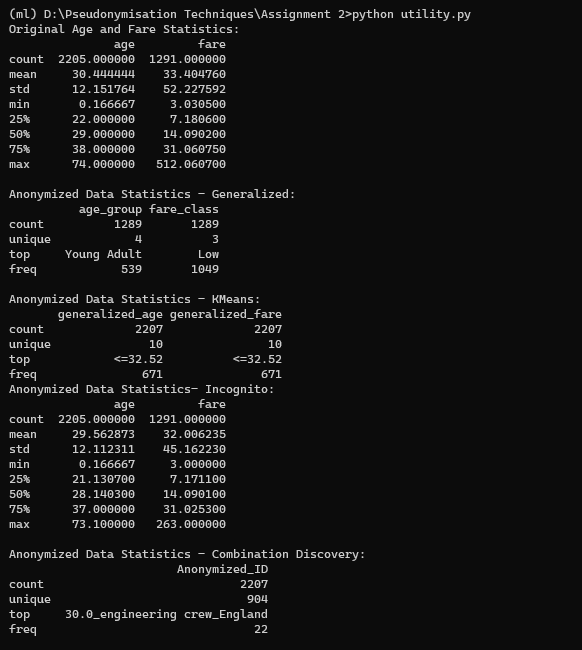 (ml) D:\Pseudonymisation Techniques\Assignment 2>python utility.py
Original Age and Fare Statistics:
               age         fare
count  2205.000000  1291.000000
mean     30.444444    33.404760
std      12.151764    52.227592
min       0.166667     3.030500
25%      22.000000     7.180600
50%      29.000000    14.090200
75%      38.000000    31.060750
max      74.000000   512.060700

Anonymized Data Statistics - Generalized:
          age_group fare_class
count          1289       1289
unique            4          3
top     Young Adult        Low
freq            539       1049

Anonymized Data Statistics - KMeans:
       generalized_age generalized_fare
count             2207             2207
unique              10               10
top            <=32.52          <=32.52
freq               671              671
Anonymized Data Statistics- Incognito:
               age         fare
count  2205.000000  1291.000000
mean     29.562873    32.006235
std      12.112311    45.162230
min       0.166667     3.000000
25%      21.130700     7.171100
50%      28.140300    14.090100
75%      37.000000    31.025300
max      73.100000   263.000000

Anonymized Data Statistics - Combination Discovery:
                         Anonymized_ID
count                             2207
unique                             904
top     30.0_engineering crew_England
freq                                22